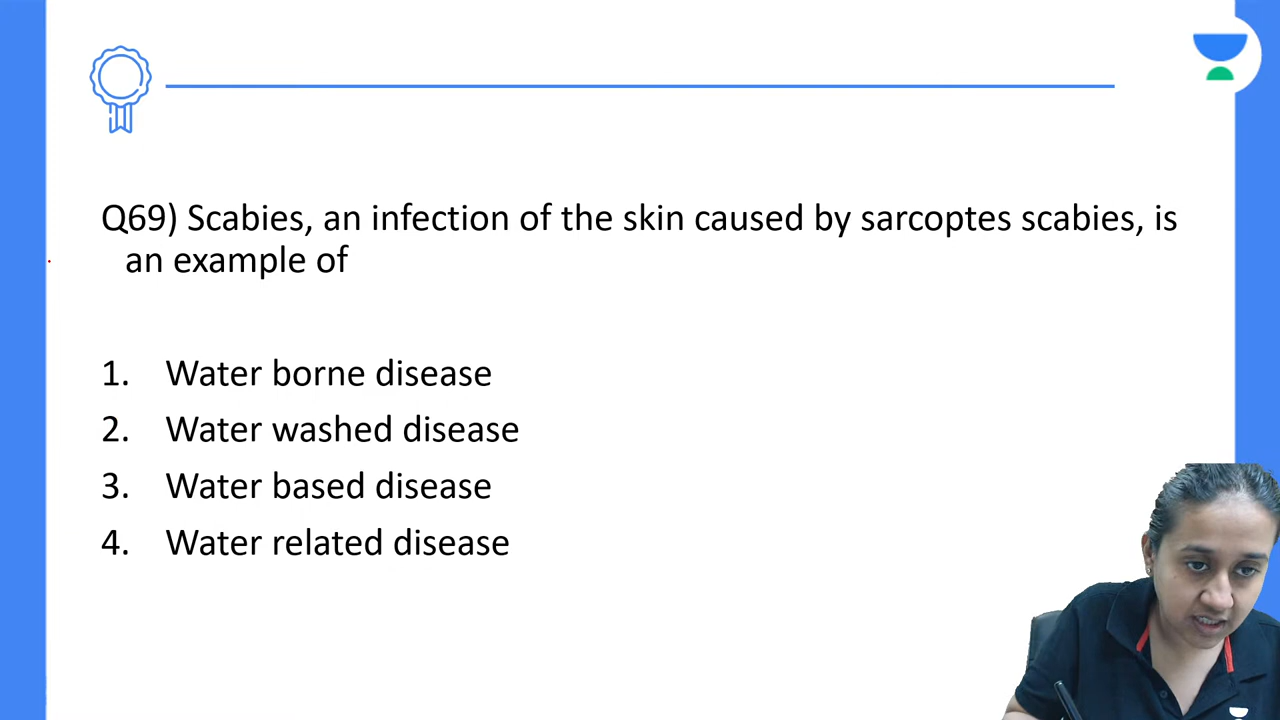 Q69) Scabies, an infection of the skin caused by sarcoptes scabies, is
an example of
1. Water borne disease
2. Water washed disease
3. Water based disease
4. Water related disease